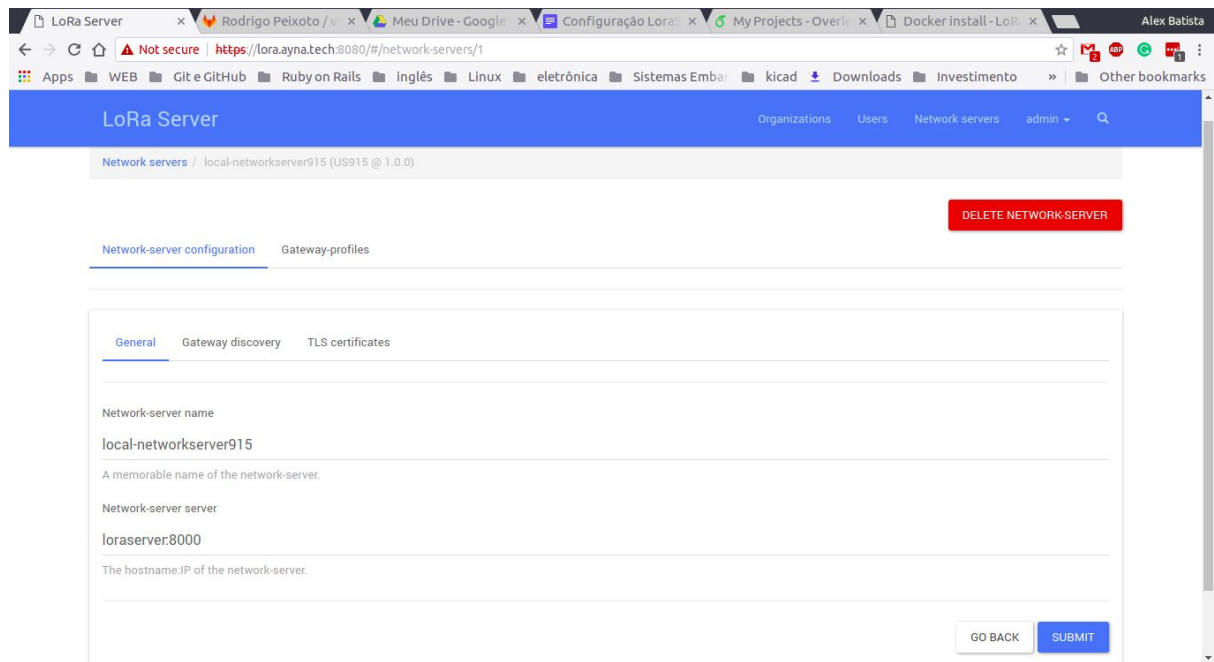 LoRa Server
Rodrigo Peixoto / v
Meu Drive - Google
Configuração LoraS
My Projects - Overle
Docker install - LoR
Alex Batista
Not secure | https://lora.ayna.tech:8080/#/network-servers/1
2
ABP
G
1
Apps WEB Git e GitHub Ruby on Rails inglês Linux eletrônica Sistemas Embar kicad Downloads Investimento » Other bookmarks
LoRa Server
Organizations Users Network servers admin
Network servers / local-networkserver915 (US915 @ 1.0.0)
DELETE NETWORK-SERVER
Network-server configuration Gateway-profiles
General Gateway discovery TLS certificates
Network-server name
local-networkserver915
A memorable name of the network-server.
Network-server server
loraserver:8000
The hostname:IP of the network-server.
GO BACK SUBMIT